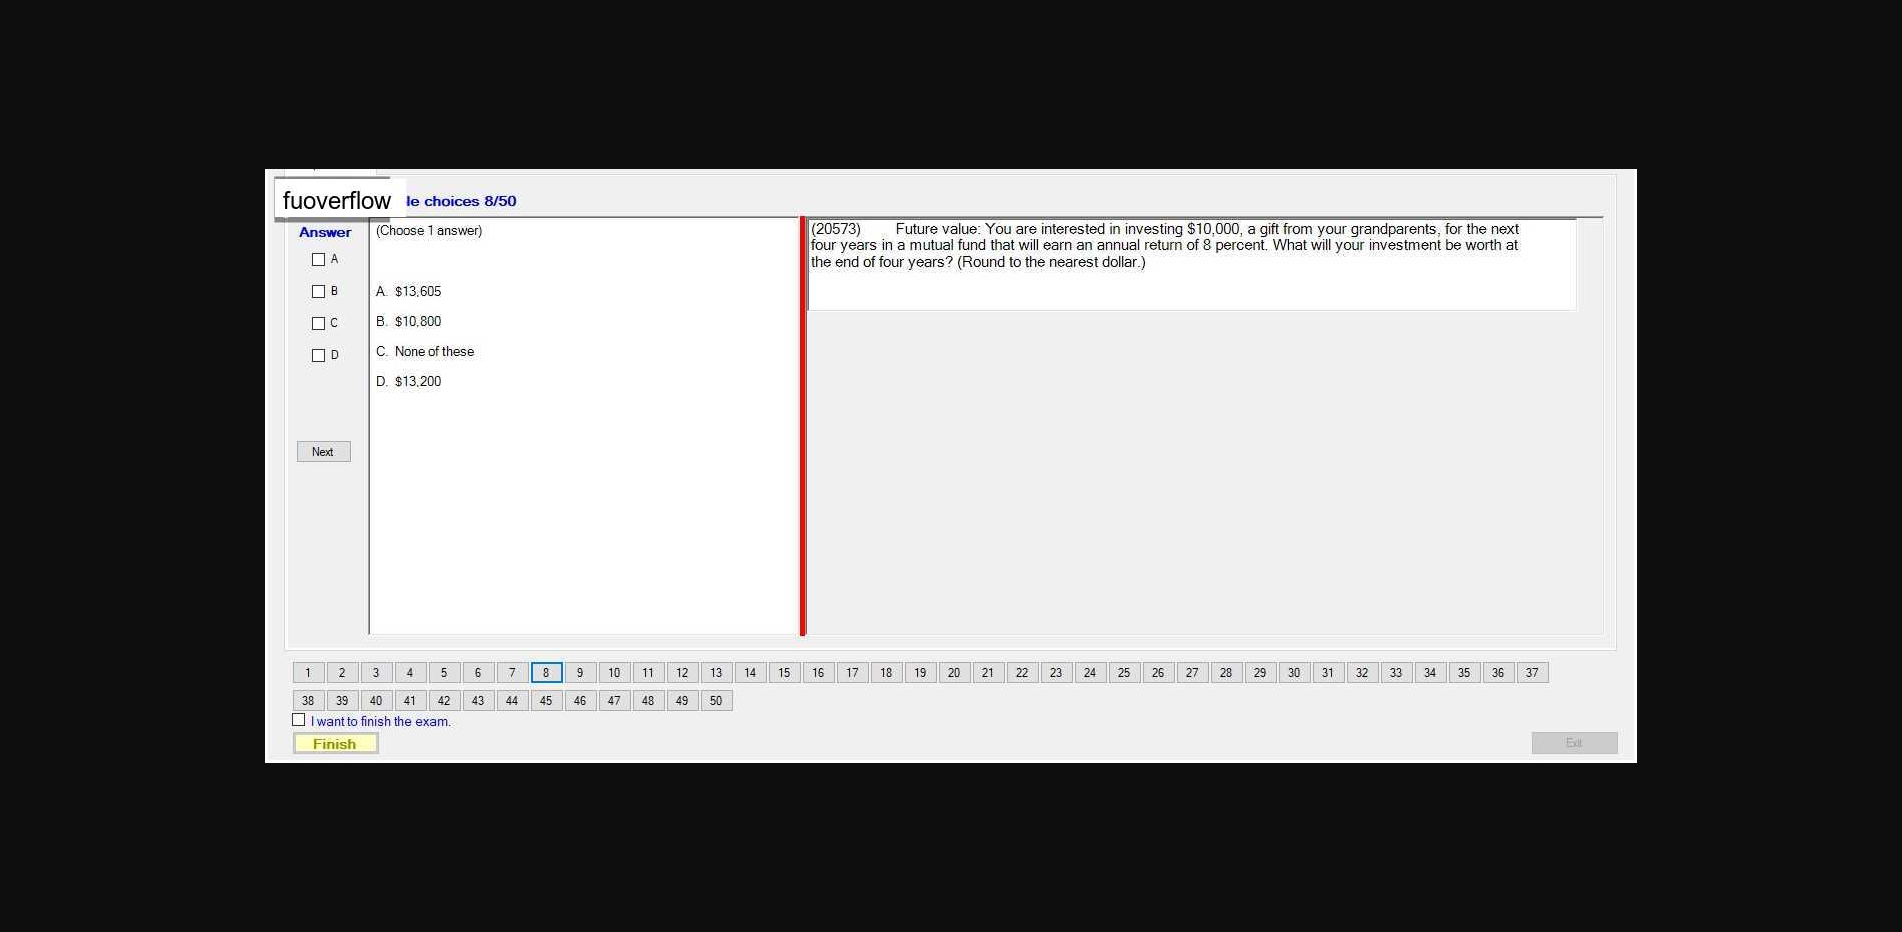 fuoverflow
le choices 8/50
Answer
(Choose 1 answer)
A
B
C
D
A. $13,605
B. $10,800
C. None of these
D. $13,200
Next
(20573) Future value: You are interested in investing $10,000, a gift from your grandparents, for the next
four years in a mutual fund that will earn an annual return of 8 percent. What will your investment be worth at
the end of four years? (Round to the nearest dollar.)
1 2 3 4 5 6 7 8 9 10 11 12 13 14 15 16 17 18 19 20 21 22 23 24 25 26 27 28 29 30 31 32 33 34 35 36 37
38 39 40 41 42 43 44 45 46 47 48 49 50
I want to finish the exam.
Finish
Exit